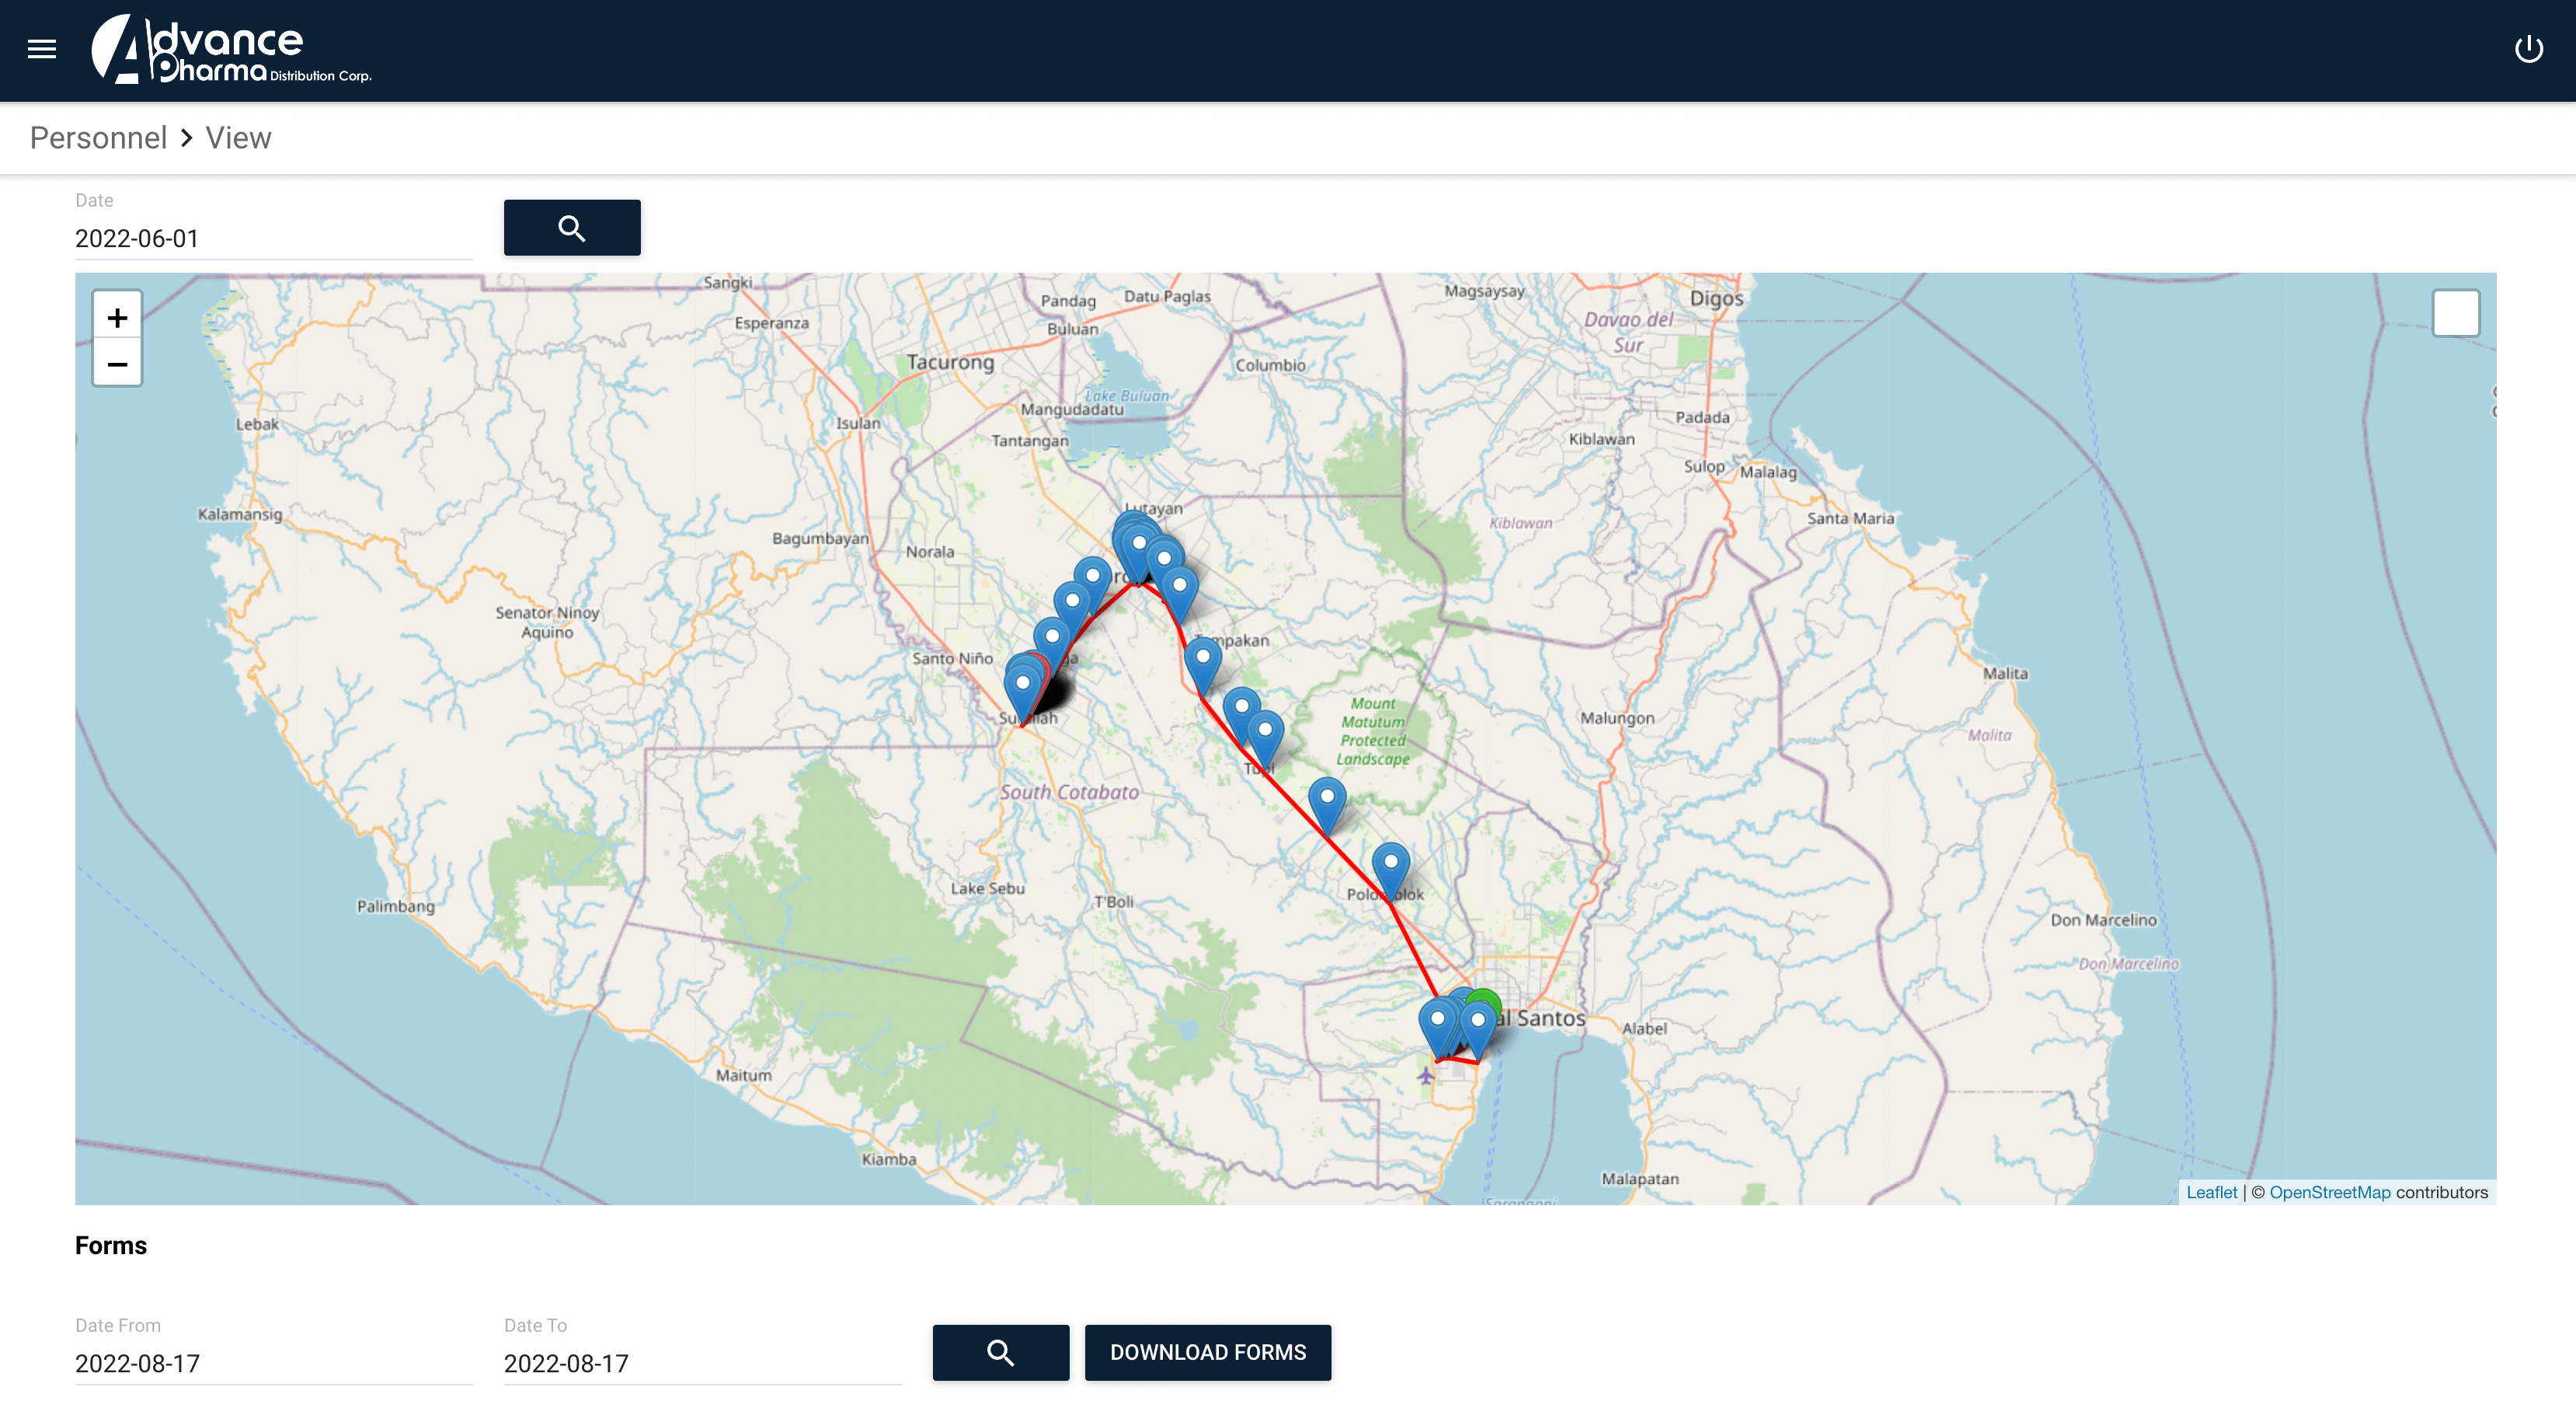 Advance
Pharma Distribution Corp.
Personnel > View
Date
2022-06-01
+
−
Sangki
Pandag
Datu Paglas
Magsaysay
Digos
Esperanza
Buluan
Davao del
Sur
Tacurong
Columbio
Lake Buluan
Mangudadatu
Lebak
Isulan
Padada
Tantangan
Kiblawan
Sulop
Malalag
Kalamansig
Lutayan
Kiblawan
Santa Maria
Bagumbayan
Norala
Senator Ninoy
Aquino
Santo Niño
Malita
Mount
Matutum
Protected
Landscape
Malungon
Malita
South Cotabato
Lake Sebu
T'Boli
Palimbang
Don Marcelino
Don Marcelino
al Santos
Alabel
Maitum
Kiamba
Malapatan
Leaflet | © OpenStreetMap contributors
Forms
Date From
2022-08-17
Date To
2022-08-17
DOWNLOAD FORMS